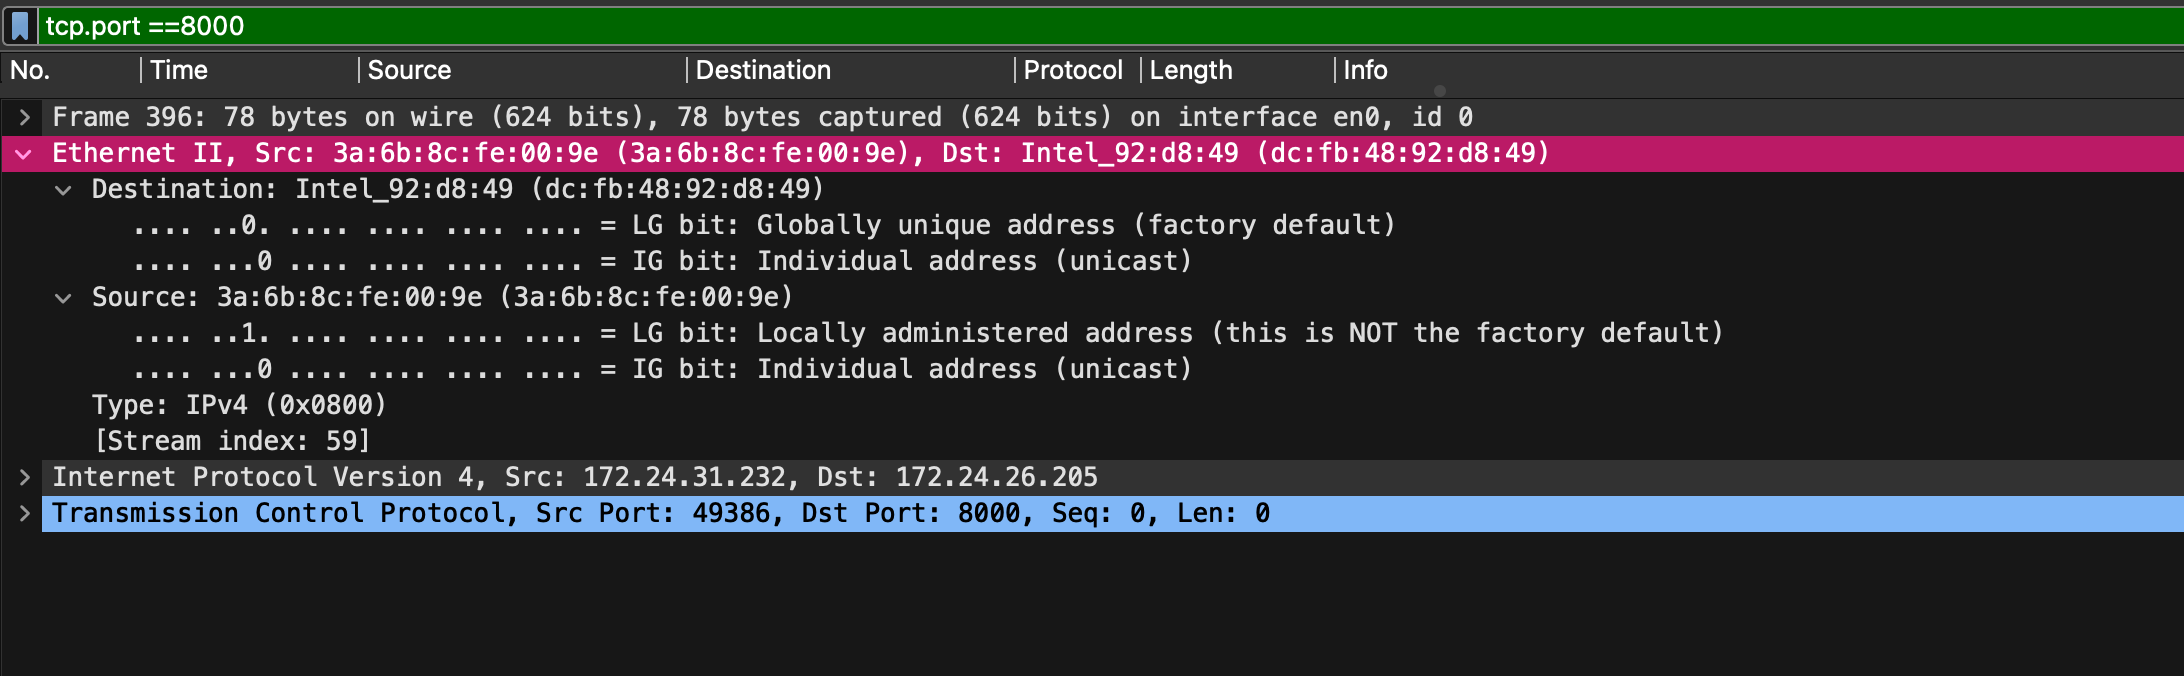 tcp.port ==8000
No. Time Source Destination Protocol Length Info
Frame 396: 78 bytes on wire (624 bits), 78 bytes captured (624 bits) on interface en0, id 0
Ethernet II, Src: 3a:6b:8c:fe:00:9e (3a:6b:8c:fe:00:9e), Dst: Intel_92:d8:49 (dc:fb:48:92:d8:49)
Destination: Intel_92:d8:49 (dc:fb:48:92:d8:49)
.... ..0. .... .... .... .... = LG bit: Globally unique address (factory default)
.... ...0 .... .... .... .... = IG bit: Individual address (unicast)
Source: 3a:6b:8c:fe:00:9e (3a:6b:8c:fe:00:9e)
.... ..1. .... .... .... .... = LG bit: Locally administered address (this is NOT the factory default)
.... ...0 .... .... .... .... = IG bit: Individual address (unicast)
Type: IPv4 (0x0800)
[Stream index: 59]
Internet Protocol Version 4, Src: 172.24.31.232, Dst: 172.24.26.205
Transmission Control Protocol, Src Port: 49386, Dst Port: 8000, Seq: 0, Len: 0